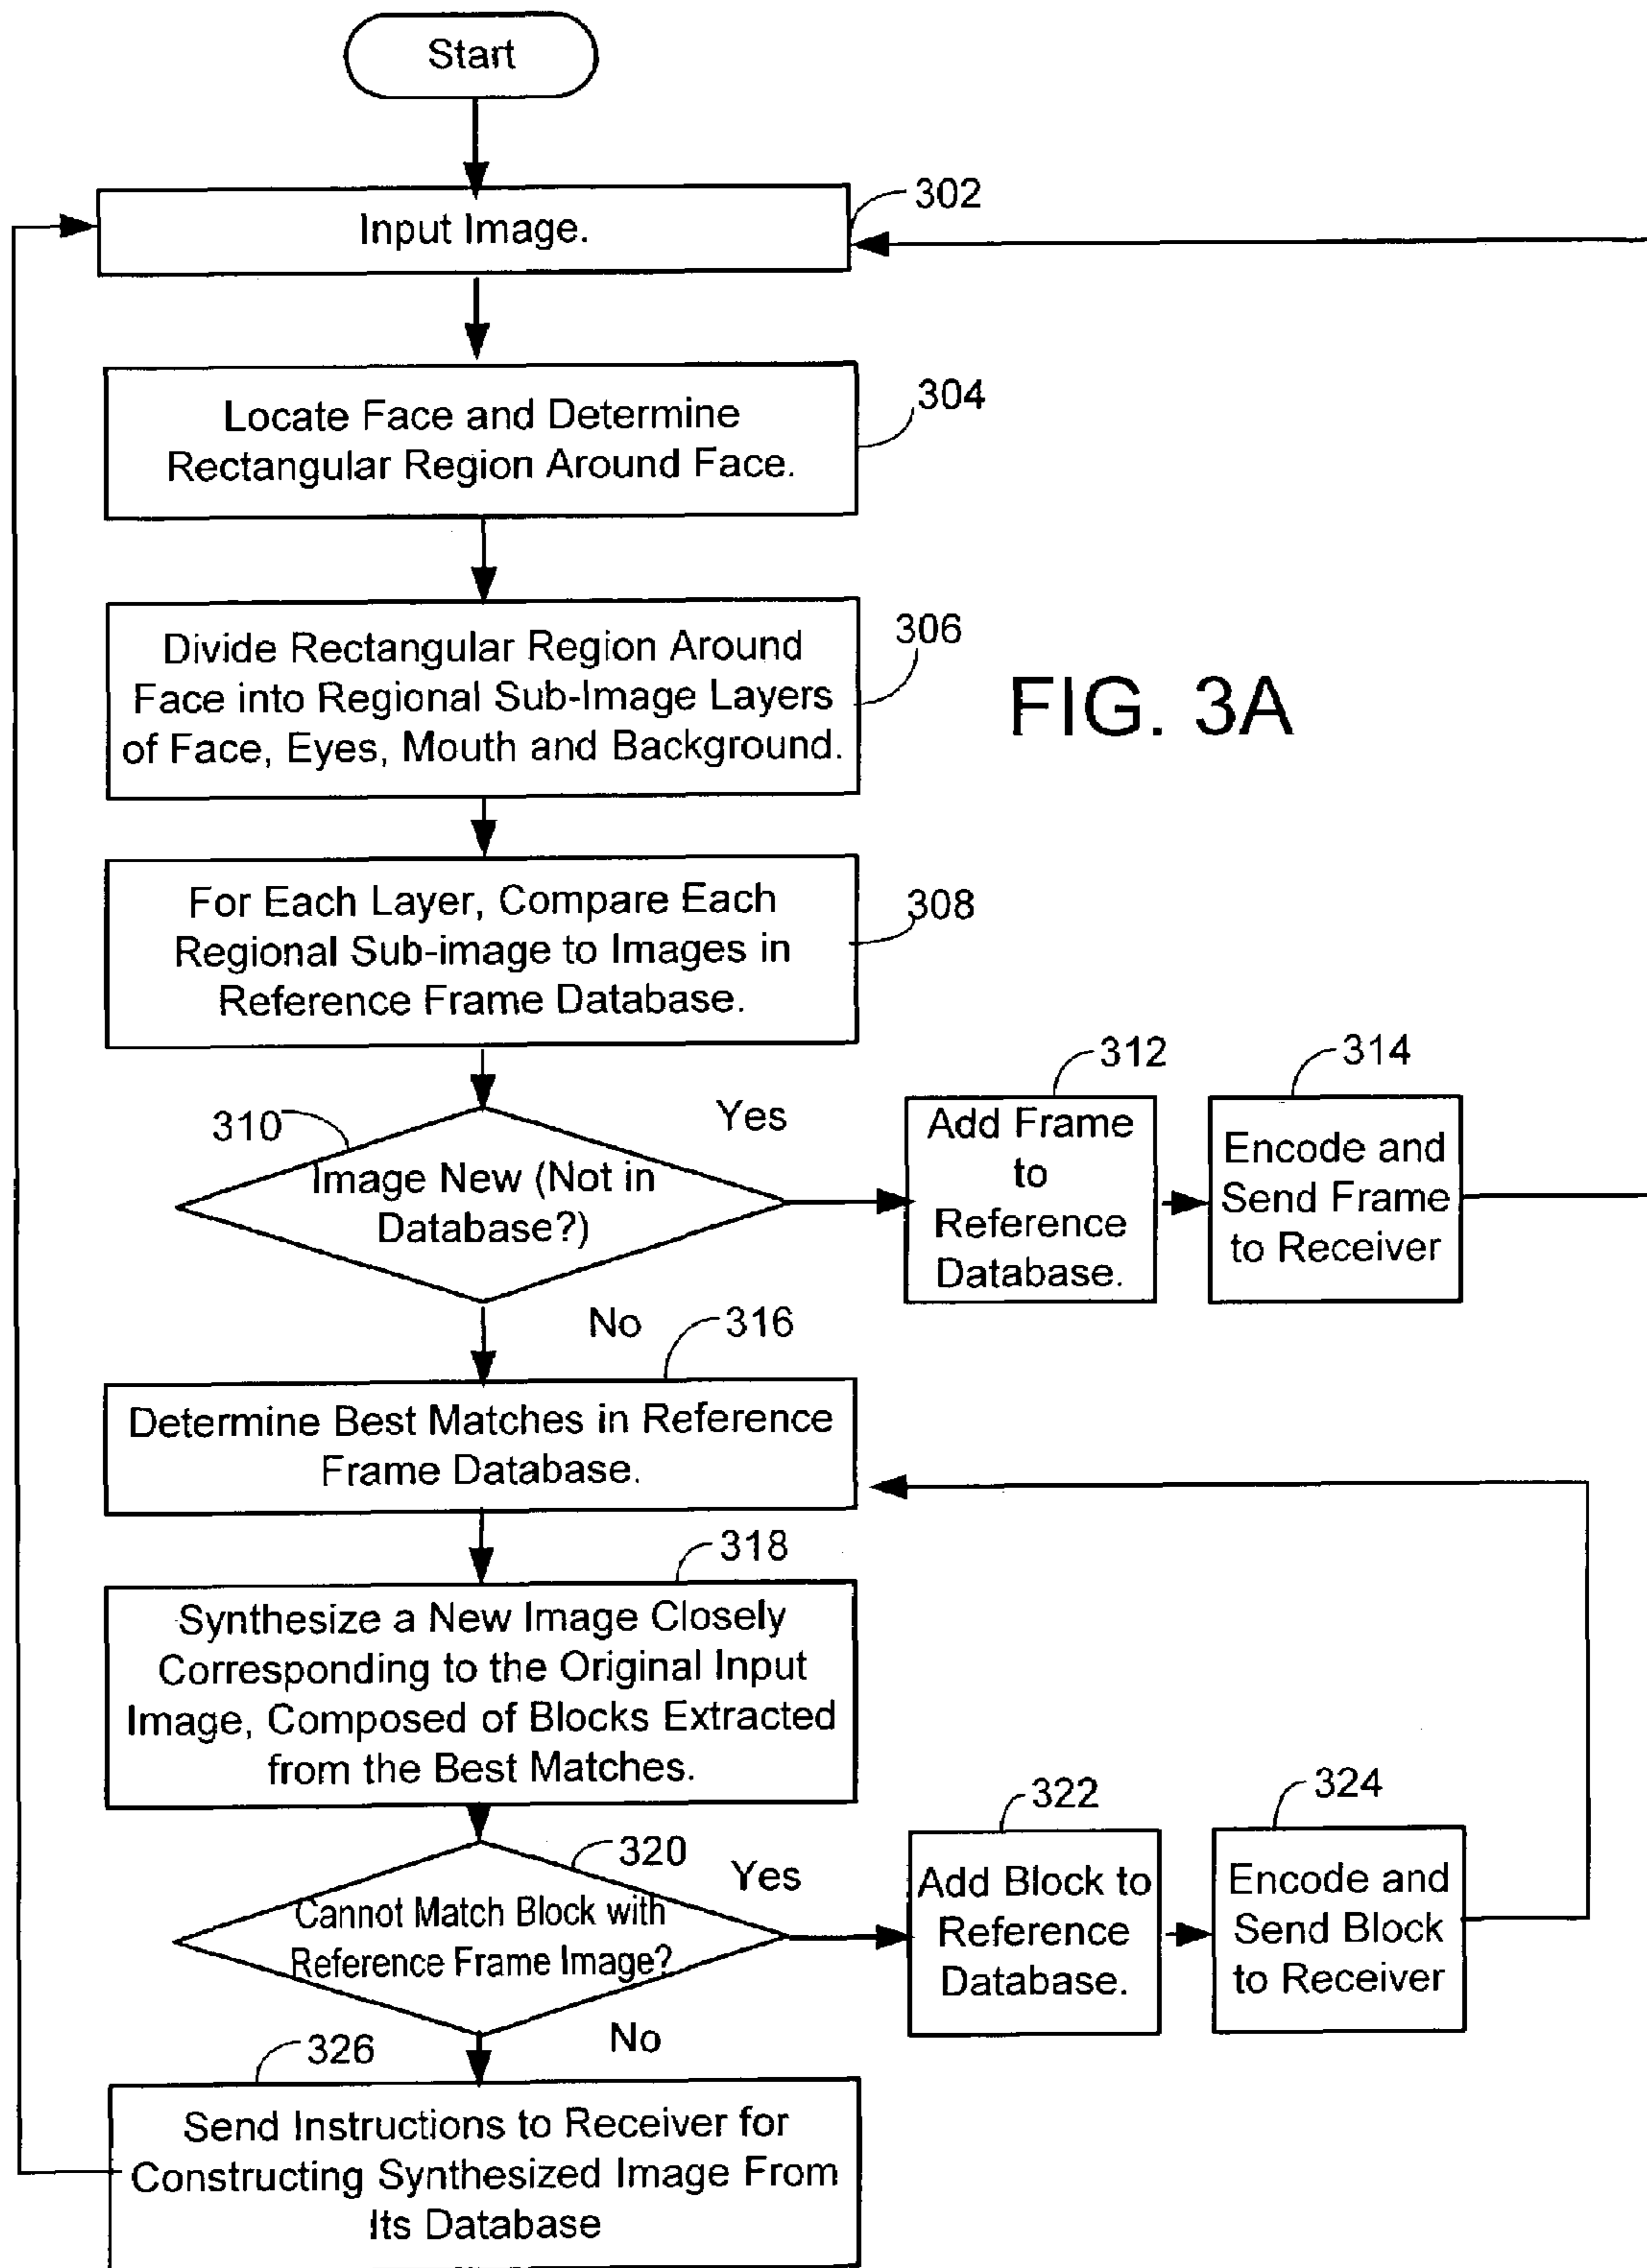 Start
302
Input Image.
304
Locate Face and Determine
Rectangular Region Around Face.
306
Divide Rectangular Region Around
Face into Regional Sub-Image Layers
of Face, Eyes, Mouth and Background.
FIG. 3A
308
For Each Layer, Compare Each
Regional Sub-image to Images in
Reference Frame Database.
310
Image New (Not in
Database?)
Yes
312
Add Frame
to
Reference
Database.
314
Encode and
Send Frame
to Receiver
No
316
Determine Best Matches in Reference
Frame Database.
318
Synthesize a New Image Closely
Corresponding to the Original Input
Image, Composed of Blocks Extracted
from the Best Matches.
320
Cannot Match Block with
Reference Frame Image?
Yes
322
Add Block to
Reference
Database.
324
Encode and
Send Block
to Receiver
No
326
Send Instructions to Receiver for
Constructing Synthesized Image From
Its Database